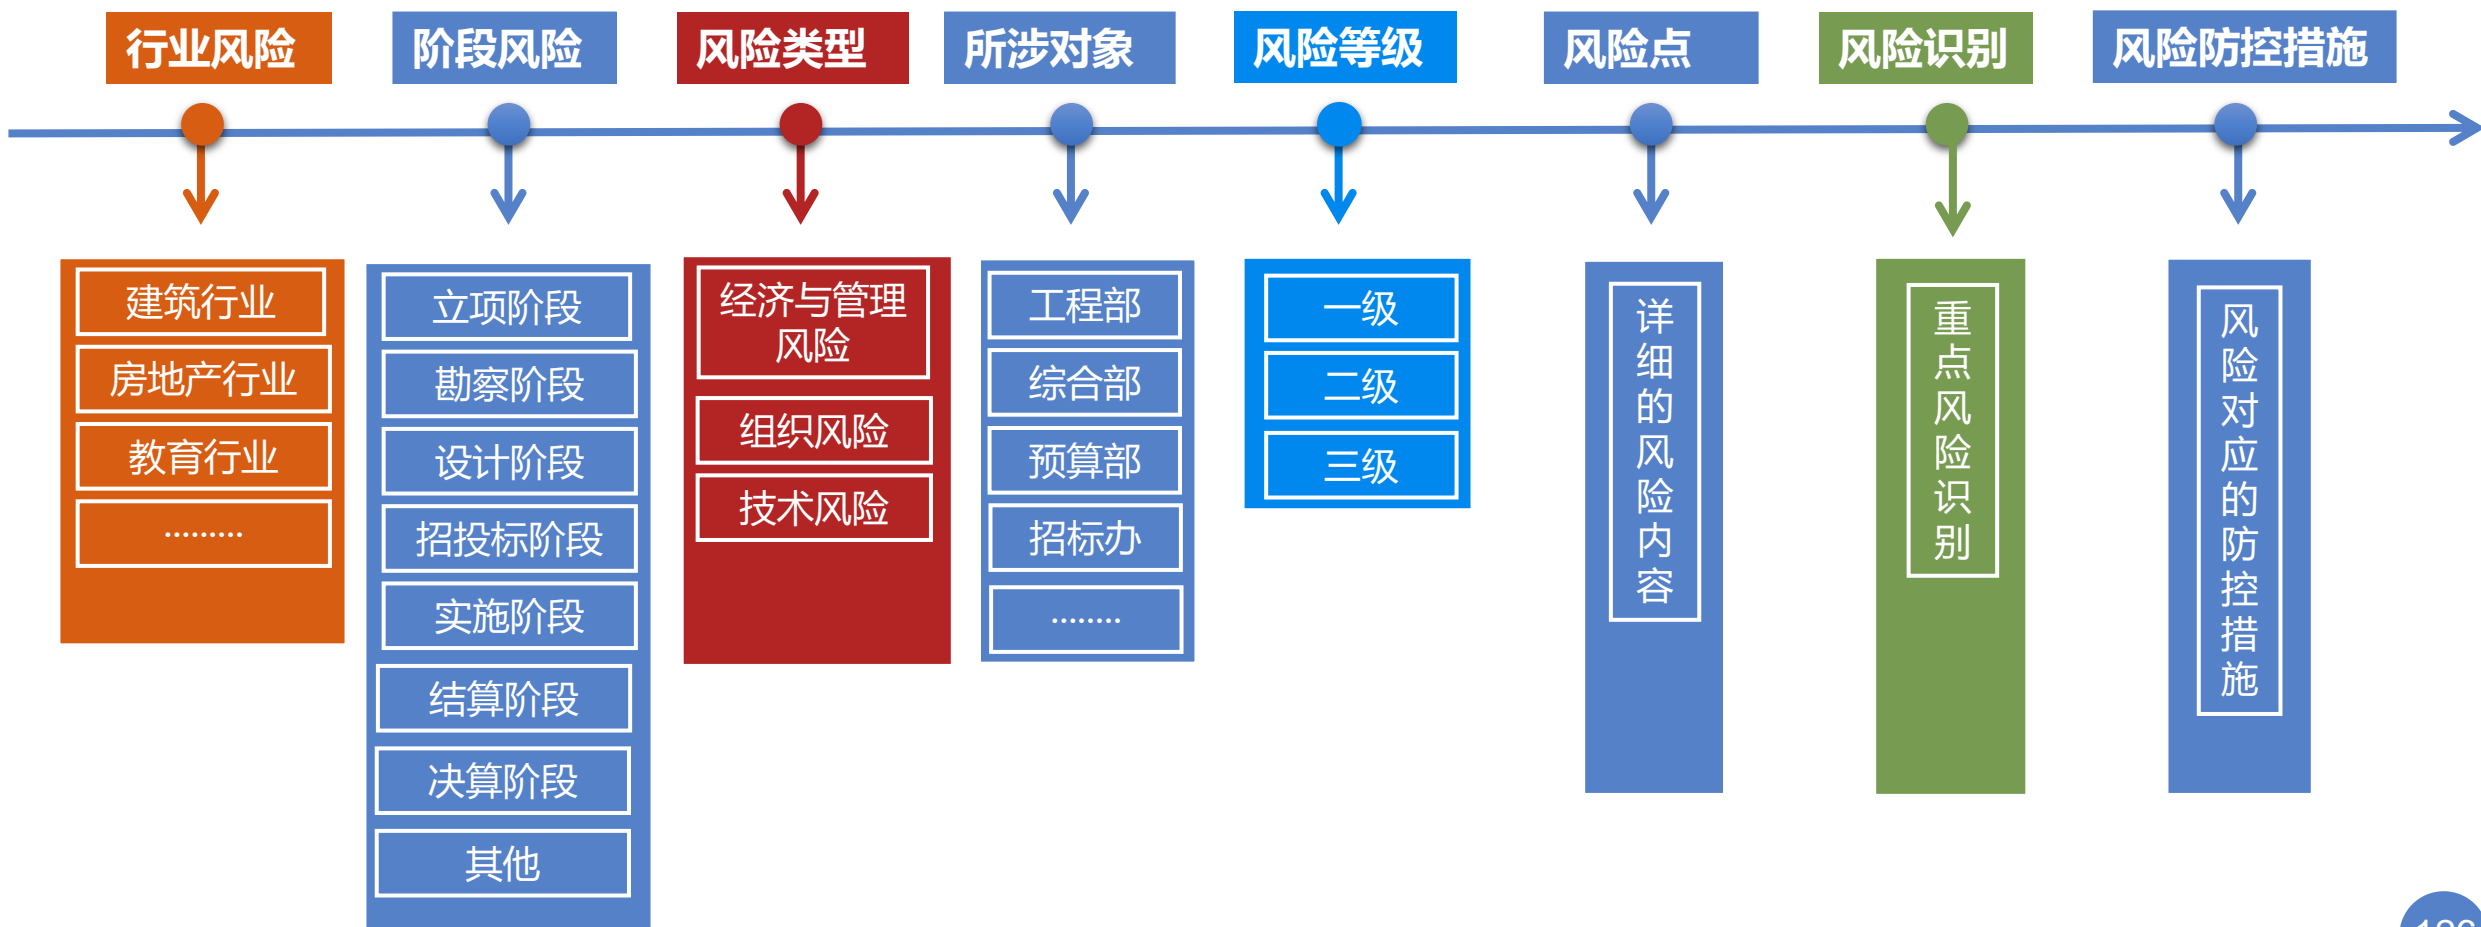 行业风险
阶段风险
风险类型
所涉对象
风险等级
风险点
风险识别
风险防控措施
建筑行业
房地产行业
教育行业
.........
立项阶段
勘察阶段
设计阶段
招投标阶段
实施阶段
结算阶段
决算阶段
其他
经济与管理
风险
组织风险
技术风险
工程部
综合部
预算部
招标办
........
一级
二级
三级
详细的风险内容
重点风险识别
风险对应的防控措施